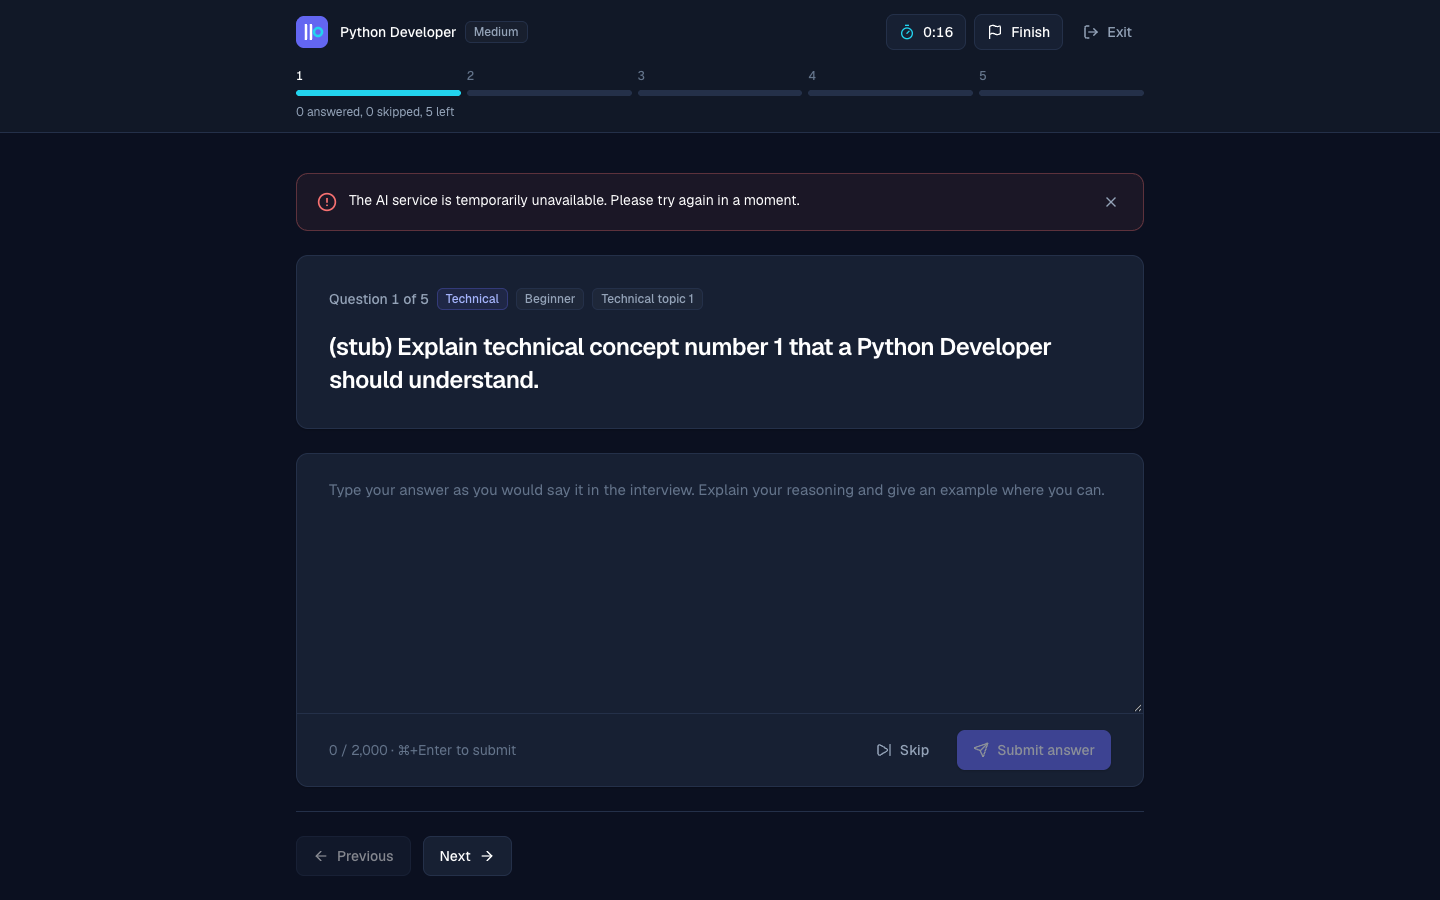 Python Developer Medium 0:16 Finish Exit
1 2 3 4 5
0 answered, 0 skipped, 5 left
The AI service is temporarily unavailable. Please try again in a moment.
Question 1 of 5 Technical Beginner Technical topic 1
(stub) Explain technical concept number 1 that a Python Developer
should understand.
Type your answer as you would say it in the interview. Explain your reasoning and give an example where you can.
0 / 2,000 · ⌘+Enter to submit Skip Submit answer
Previous Next